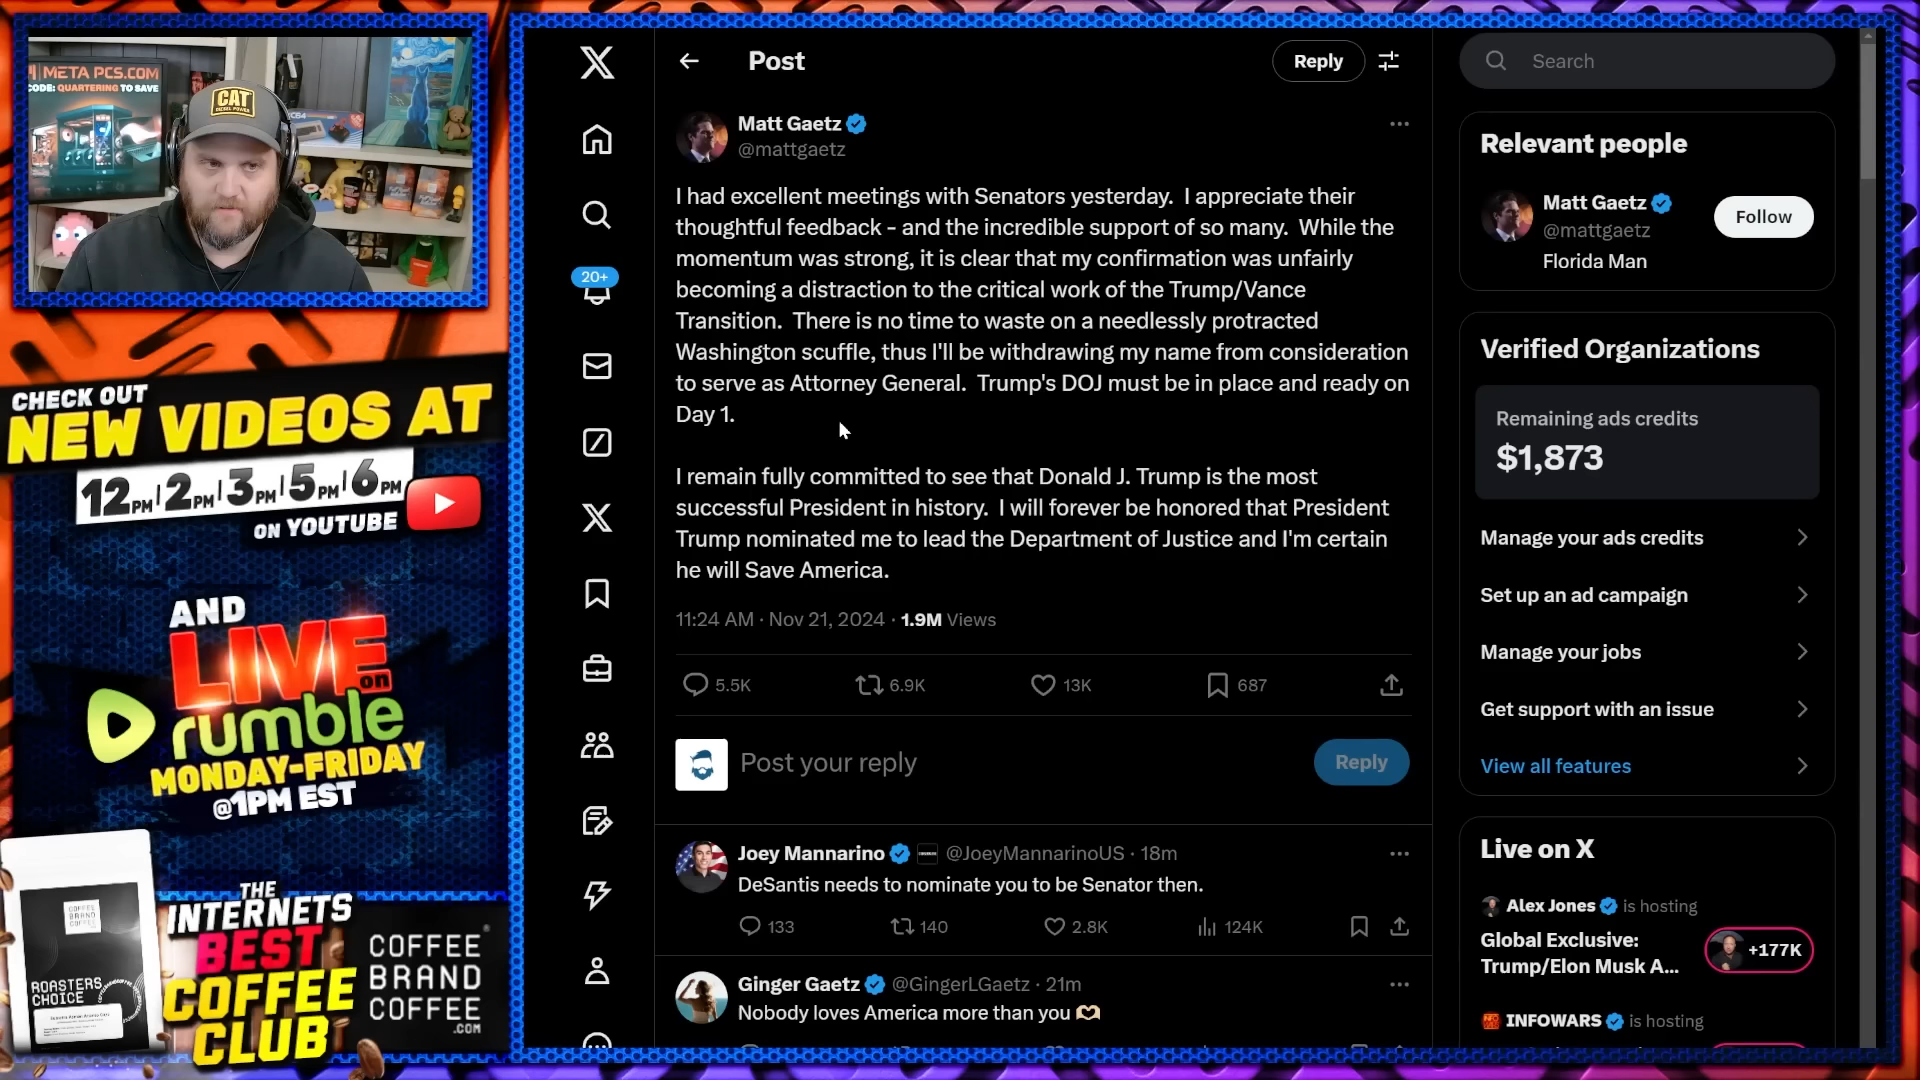 META PCS.COM
CODE: QUARTERING TO SAVE
CAT
DIESEL POWER
C64
CHECK OUT
NEW VIDEOS AT
12PM|2PM|3PM|5PM|6PM
ON YOUTUBE
AND
LIVE
on
rumble
MONDAY-FRIDAY
@1PM EST
COFFEE
BRAND
COFFEE
ROASTERS
CHOICE
THE
INTERNETS
BEST
COFFEE
CLUB
COFFEE
BRAND
COFFEE
.COM
20+
Post
Reply
Matt Gaetz
@mattgaetz
I had excellent meetings with Senators yesterday.  I appreciate their
thoughtful feedback - and the incredible support of so many.  While the
momentum was strong, it is clear that my confirmation was unfairly
becoming a distraction to the critical work of the Trump/Vance
Transition.  There is no time to waste on a needlessly protracted
Washington scuffle, thus I'll be withdrawing my name from consideration
to serve as Attorney General.  Trump's DOJ must be in place and ready on
Day 1.
I remain fully committed to see that Donald J. Trump is the most
successful President in history.  I will forever be honored that President
Trump nominated me to lead the Department of Justice and I'm certain
he will Save America.
11:24 AM · Nov 21, 2024 · 1.9M Views
5.5K 6.9K 13K 687
Post your reply
Reply
Joey Mannarino @JoeyMannarinoUS · 18m
DeSantis needs to nominate you to be Senator then.
133 140 2.8K 124K
Ginger Gaetz @GingerLGaetz · 21m
Nobody loves America more than you 🫶
Search
Relevant people
Matt Gaetz
@mattgaetz
Follow
Florida Man
Verified Organizations
Remaining ads credits
$1,873
Manage your ads credits
Set up an ad campaign
Manage your jobs
Get support with an issue
View all features
Live on X
Alex Jones is hosting
Global Exclusive:
Trump/Elon Musk A...
+177K
INFOWARS is hosting